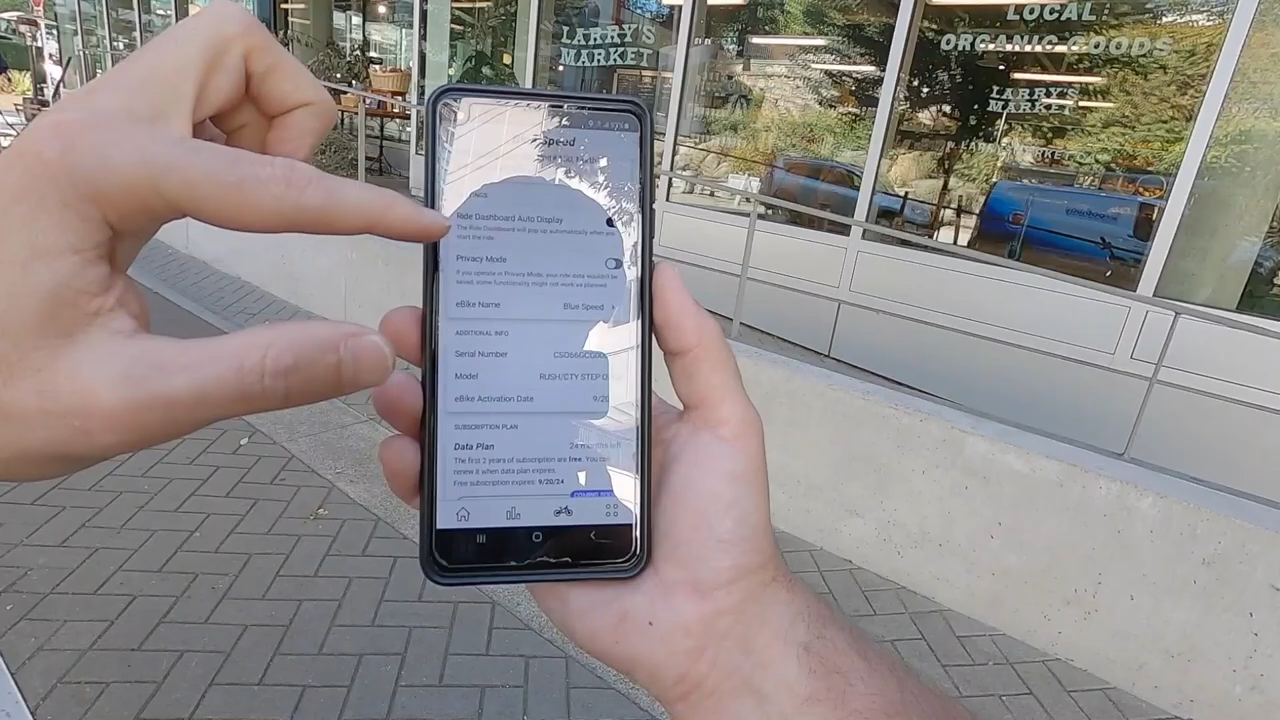 LARRY'S
MARKET
LOCAL
ORGANIC GOODS
LARRY'S
MARKET
Speed
Ride Dashboard Auto Display
The Ride Dashboard will pop up automatically when you
start the ride
Privacy Mode
If you operate in Privacy Mode, your ride data wouldn't be
saved, some functionality might not work as planned
eBike Name Blue Speed
ADDITIONAL INFO
Serial Number
Model RUSH/CTY STEP
eBike Activation Date 9/20
SUBSCRIPTION PLAN
Data Plan 24 months left
The first 2 years of subscription are free. You can
renew it when data plan expires.
Free subscription expires: 9/20/24